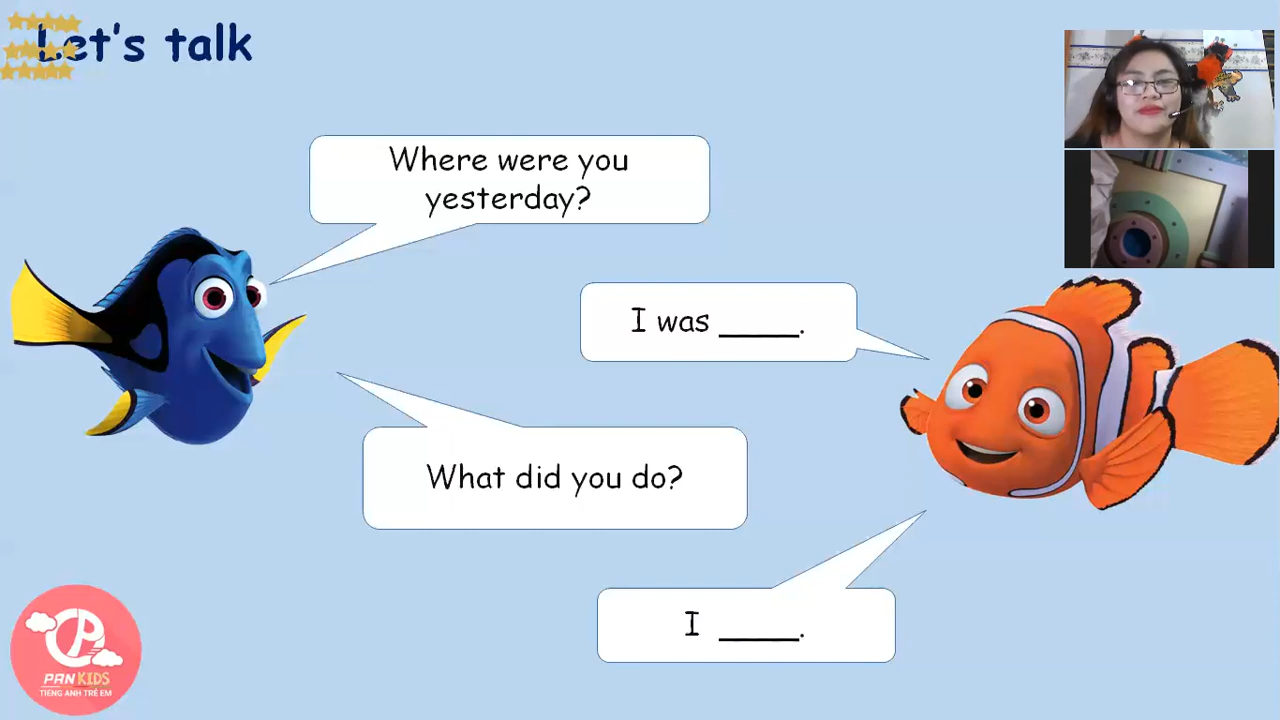 Let's talk
Where were you
yesterday?
I was _____.
What did you do?
I _____.
PAN KIDS
TIẾNG ANH TRẺ EM